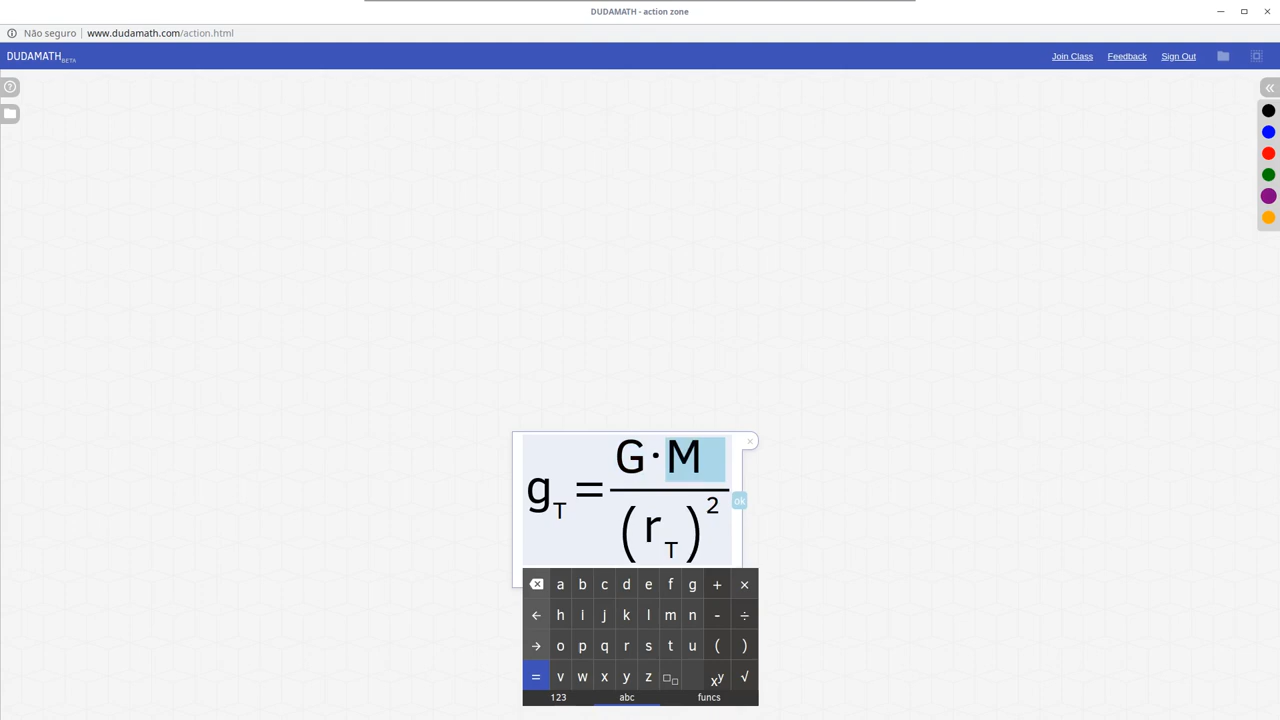 DUDAMATH - action zone
Não seguro www.dudamath.com/action.html
DUDAMATH BETA Join Class Feedback Sign Out
g_T = G·M / (r_T)^2
ok
a b c d e f g + ×
h i j k l m n - ÷
o p q r s t u ( )
= v w x y z x^y √
123 abc funcs